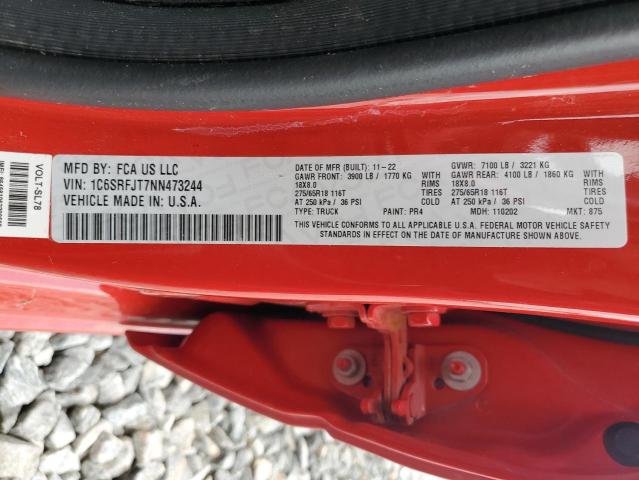 MFD BY: FCA US LLC
VIN: 1C6SRFJT7NN473244
VEHICLE MADE IN: U.S.A.
DATE OF MFR (BUILT): 11-22 GVWR: 7100 LB / 3221 KG
GAWR FRONT: 3900 LB / 1770 KG GAWR REAR: 4100 LB / 1860 KG
18X8.0 18X8.0
275/65R18 116T TIRES 275/65R18 116T TIRES
AT 250 kPa / 36 PSI COLD AT 250 kPa / 36 PSI COLD
TYPE: TRUCK PAINT: PR4 MDH: 110202 MKT: 875
THIS VEHICLE CONFORMS TO ALL APPLICABLE U.S.A. FEDERAL MOTOR VEHICLE SAFETY
STANDARDS IN EFFECT ON THE DATE OF MANUFACTURE SHOWN ABOVE.
VOLT-SL78